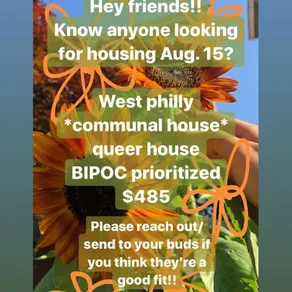 Hey friends!!
Know anyone looking
for housing Aug. 15?
West philly
*communal house*
queer house
BIPOC prioritized
$485
Please reach out/
send to your buds if
you think they're a
good fit!!